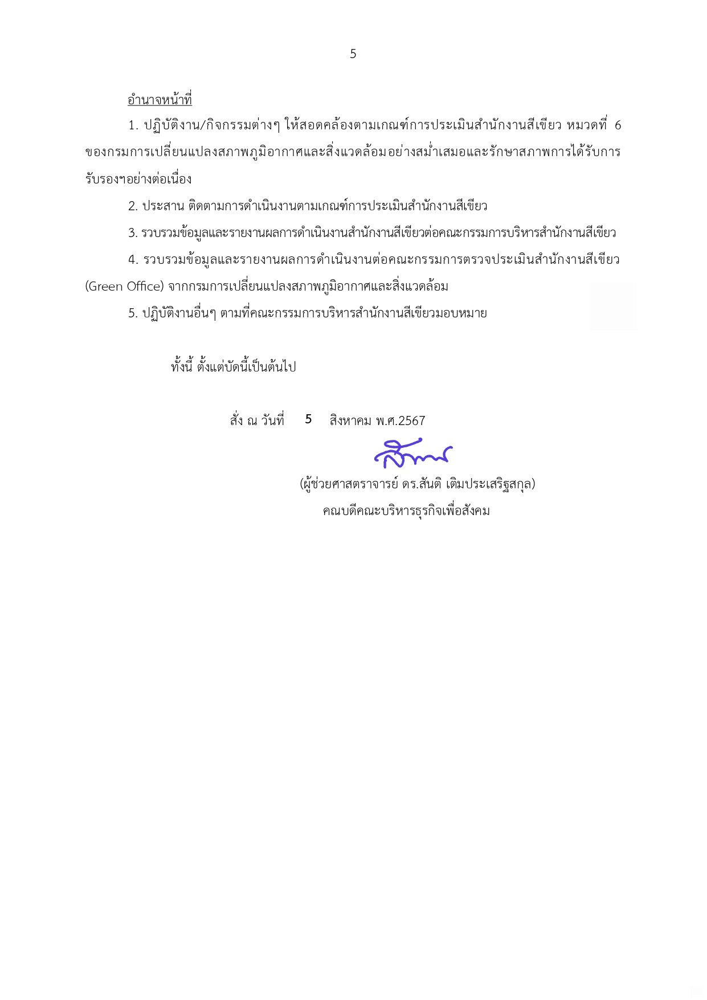 5
อำนาจหน้าที่
1. ปฏิบัติงาน/กิจกรรมต่างๆ ให้สอดคล้องตามเกณฑ์การประเมินสำนักงานสีเขียว หมวดที่ 6
ของกรมการเปลี่ยนแปลงสภาพภูมิอากาศและสิ่งแวดล้อมอย่างสม่ำเสมอและรักษาสภาพการได้รับการ
รับรองฯอย่างต่อเนื่อง
2. ประสาน ติดตามการดำเนินงานตามเกณฑ์การประเมินสำนักงานสีเขียว
3. รวบรวมข้อมูลและรายงานผลการดำเนินงานสำนักงานสีเขียวต่อคณะกรรมการบริหารสำนักงานสีเขียว
4. รวบรวมข้อมูลและรายงานผลการดำเนินงานต่อคณะกรรมการตรวจประเมินสำนักงานสีเขียว
(Green Office) จากกรมการเปลี่ยนแปลงสภาพภูมิอากาศและสิ่งแวดล้อม
5. ปฏิบัติงานอื่นๆ ตามที่คณะกรรมการบริหารสำนักงานสีเขียวมอบหมาย
ทั้งนี้ ตั้งแต่บัดนี้เป็นต้นไป
สั่ง ณ วันที่ 5 สิงหาคม พ.ศ.2567
(ผู้ช่วยศาสตราจารย์ ดร.สันติ เติมประเสริฐสกุล)
คณบดีคณะบริหารธุรกิจเพื่อสังคม